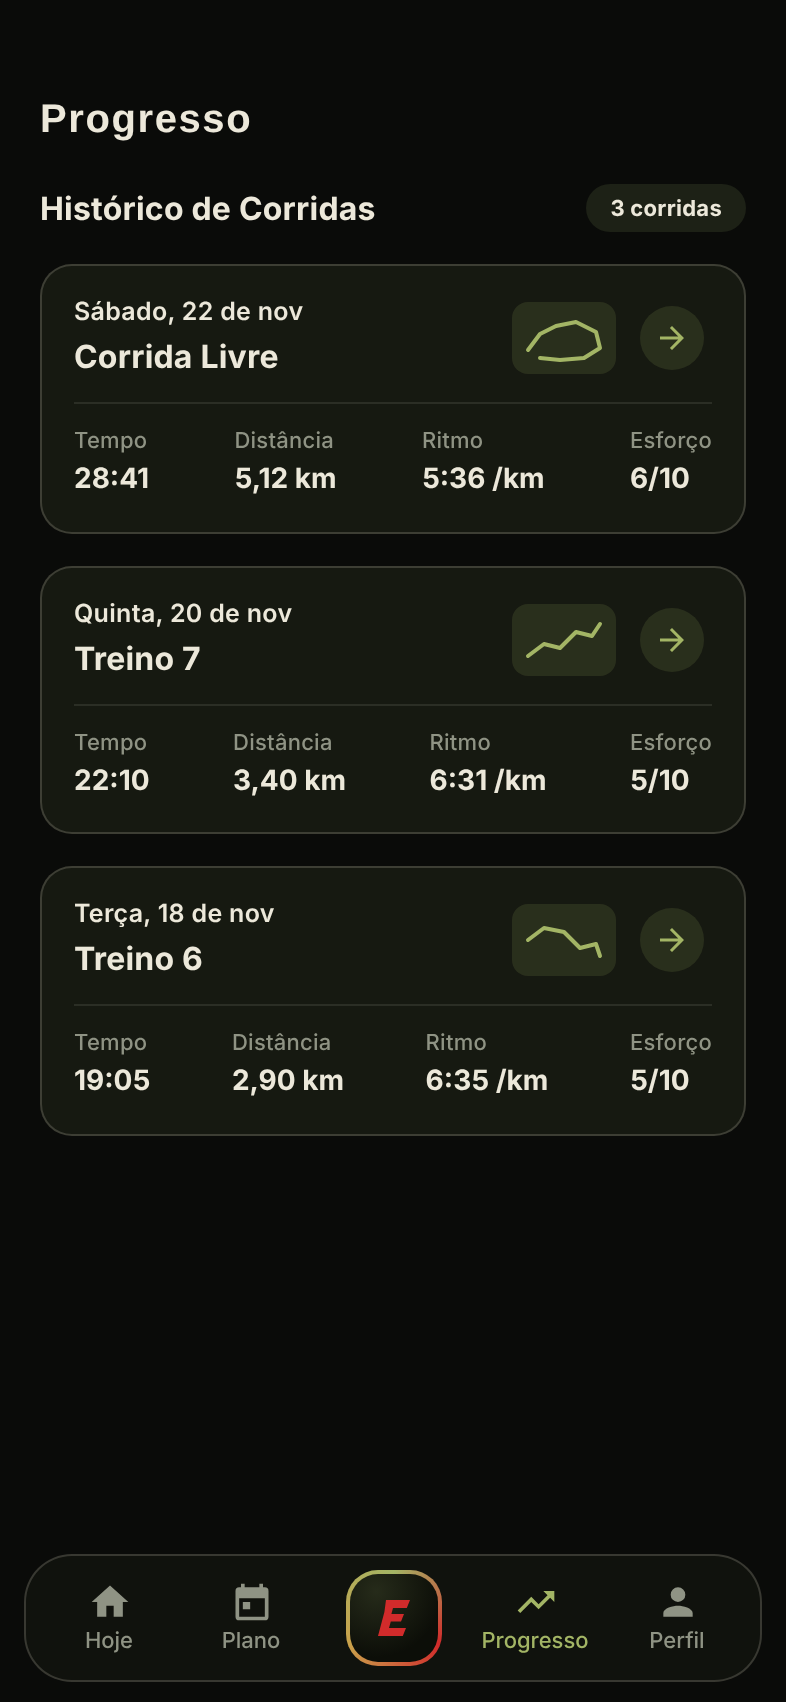 Progresso
Histórico de Corridas
3 corridas
Sábado, 22 de nov
Corrida Livre
Tempo Distância Ritmo Esforço
28:41 5,12 km 5:36 /km 6/10
Quinta, 20 de nov
Treino 7
Tempo Distância Ritmo Esforço
22:10 3,40 km 6:31 /km 5/10
Terça, 18 de nov
Treino 6
Tempo Distância Ritmo Esforço
19:05 2,90 km 6:35 /km 5/10
E
Hoje Plano Progresso Perfil